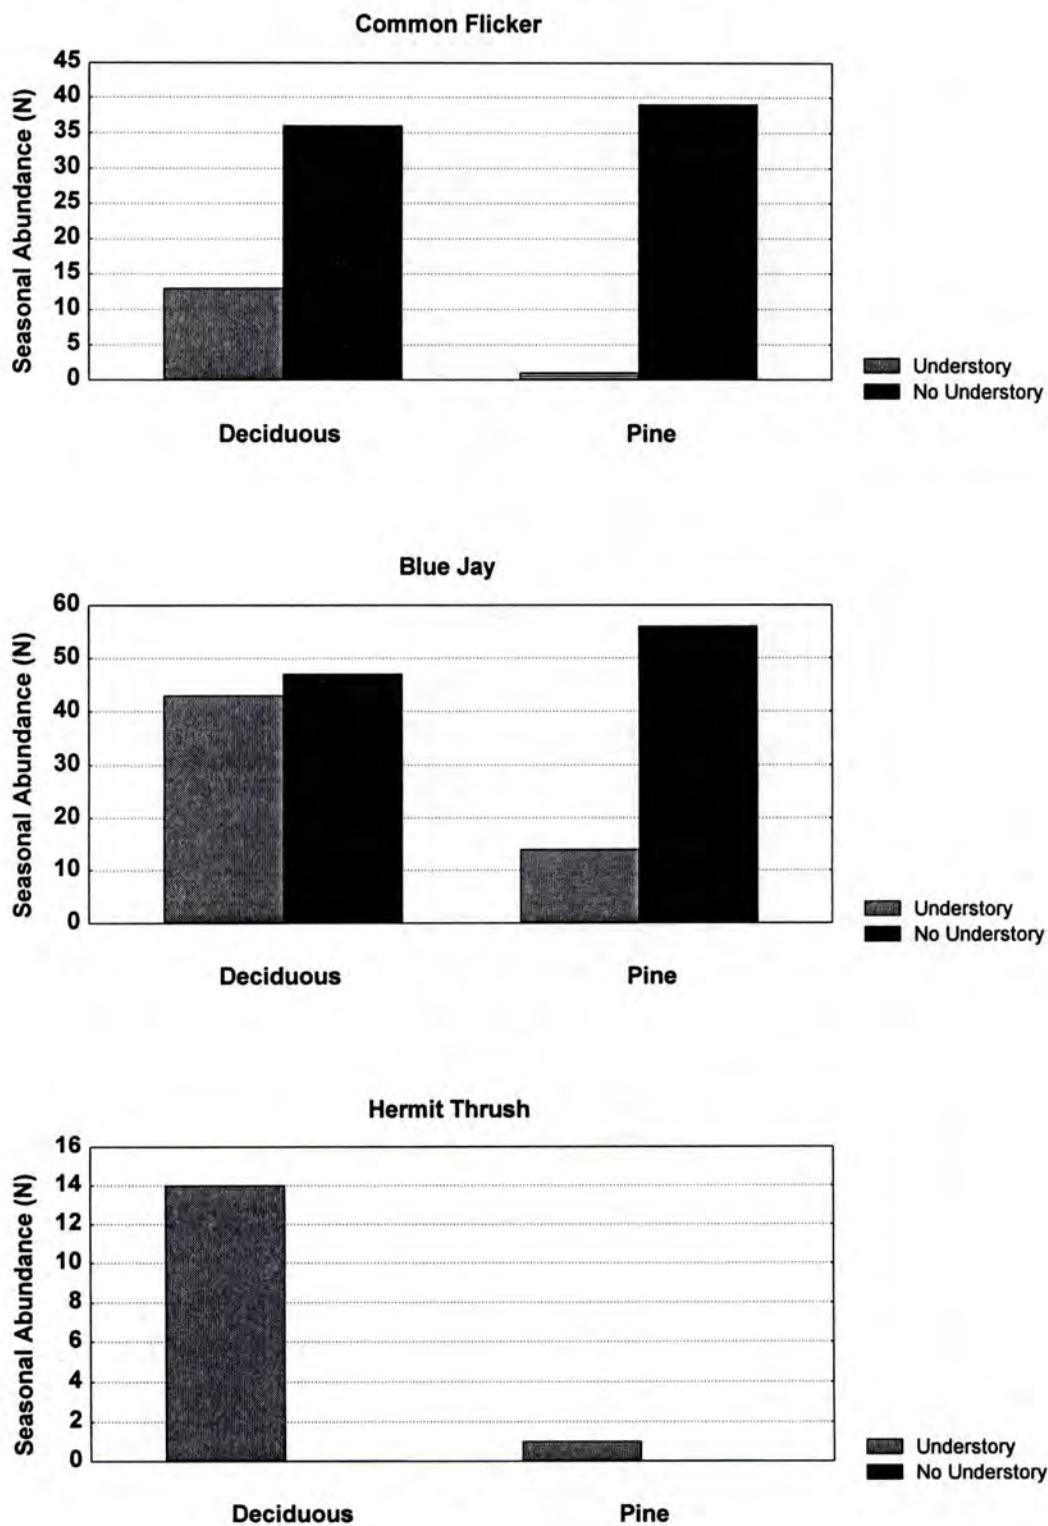 Common Flicker
Seasonal Abundance (N)
45
40
35
30
25
20
15
10
5
0
Deciduous
Pine
Understory
No Understory
Blue Jay
Seasonal Abundance (N)
60
50
40
30
20
10
0
Deciduous
Pine
Understory
No Understory
Hermit Thrush
Seasonal Abundance (N)
16
14
12
10
8
6
4
2
0
Deciduous
Pine
Understory
No Understory